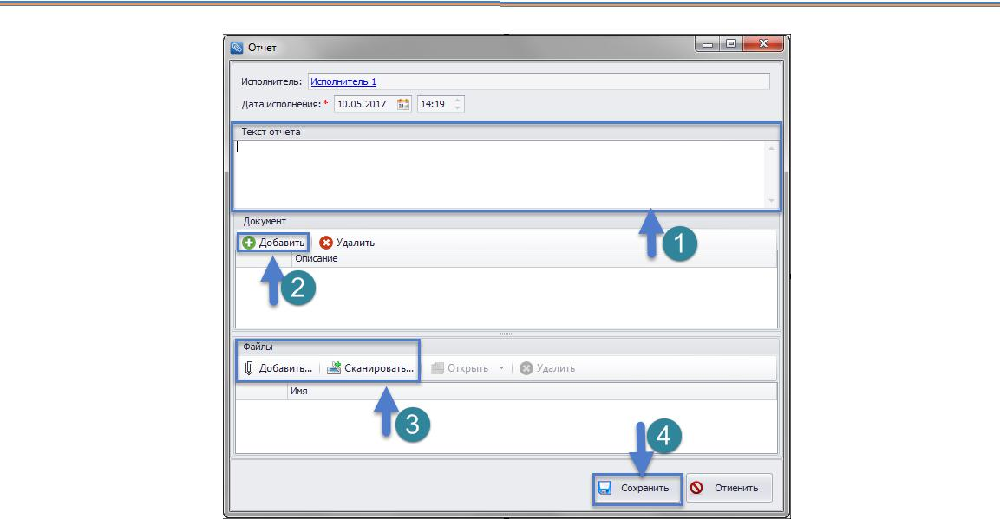 Отчет
Исполнитель: Исполнитель 1
Дата исполнения:* 10.05.2017 14:19
Текст отчета
Документ
1
Добавить Удалить
Описание
2
Файлы
Добавить... Сканировать... Открыть Удалить
Имя
3
4
Сохранить Отменить